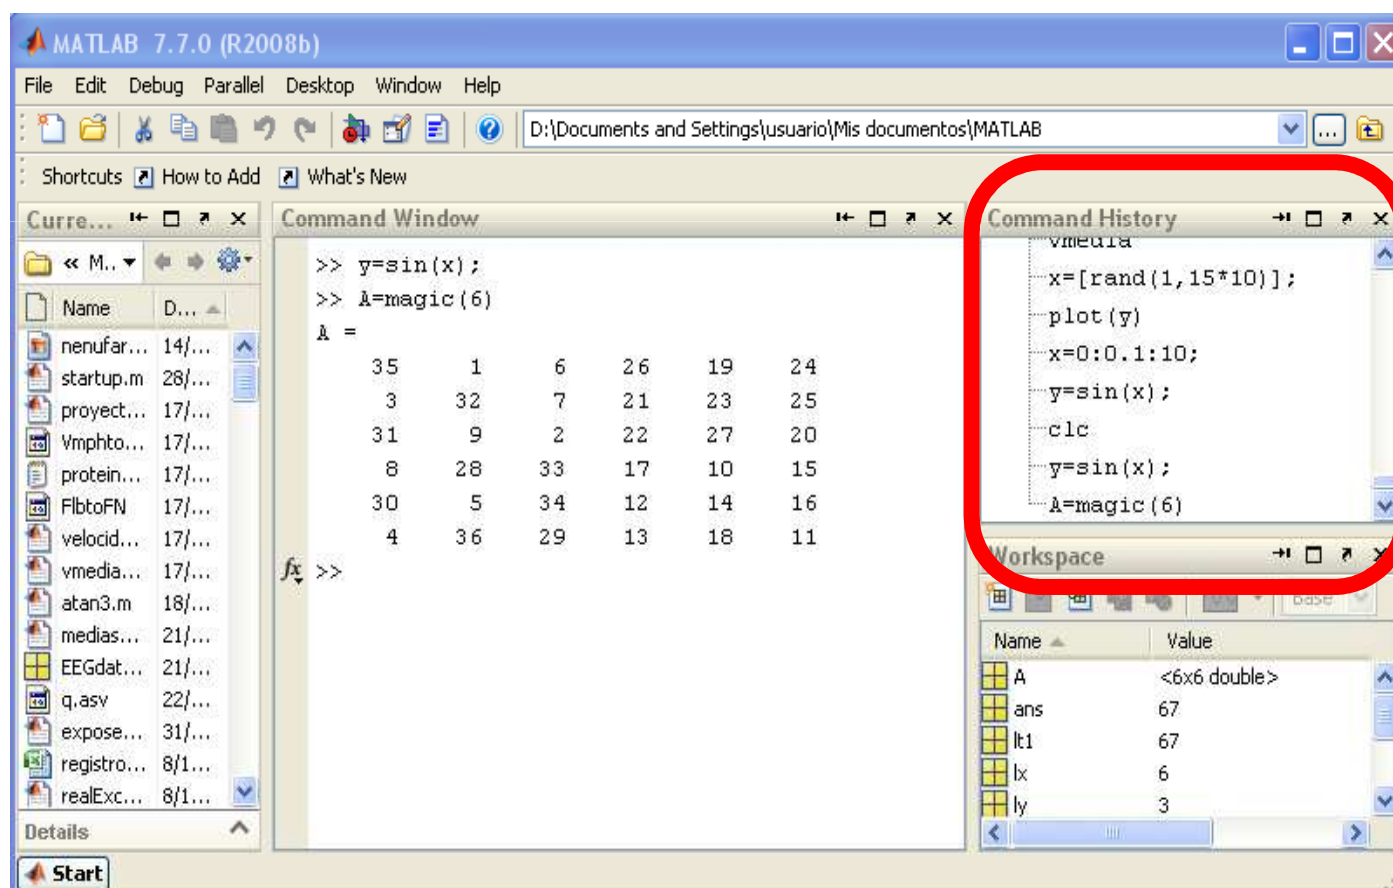 MATLAB 7.7.0 (R2008b)
File Edit Debug Parallel Desktop Window Help
D:\Documents and Settings\usuario\Mis documentos\MATLAB
...
Shortcuts How to Add What's New
Curre...
« M..
Name D...
nenufar... 14/...
startup.m 28/...
proyect... 17/...
Vmphto... 17/...
protein... 17/...
FlbtoFN 17/...
velocid... 17/...
vmedia... 17/...
atan3.m 18/...
medias... 21/...
EEGdat... 21/...
q.asv 22/...
expose... 31/...
registro... 8/1...
realExc... 8/1...
Details
Command Window
>> y=sin(x);
>> A=magic(6)
A =
35 1 6 26 19 24
3 32 7 21 23 25
31 9 2 22 27 20
8 28 33 17 10 15
30 5 34 12 14 16
4 36 29 13 18 11
fx >>
Command History
vmedia
x=[rand(1,15*10)];
plot(y)
x=0:0.1:10;
y=sin(x);
clc
y=sin(x);
A=magic(6)
Workspace
Base
Name Value
A <6x6 double>
ans 67
lt1 67
lx 6
ly 3
Start